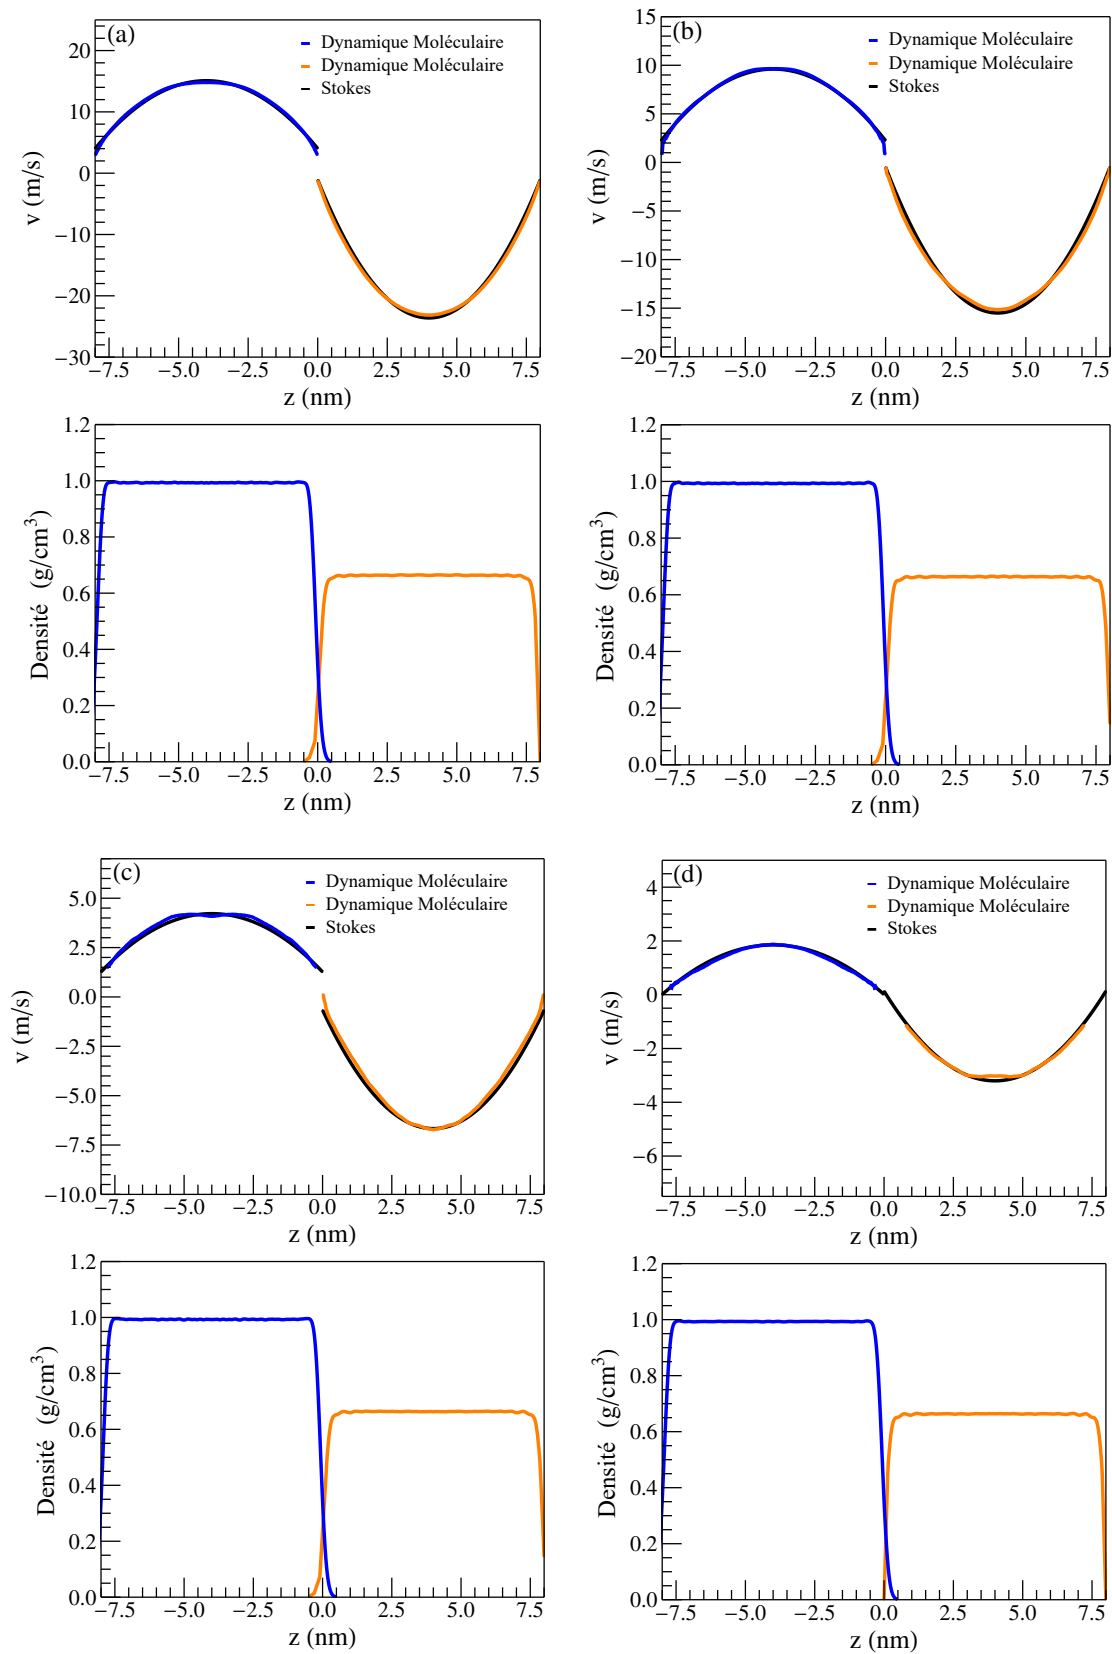 (a)
Dynamique Moléculaire
Dynamique Moléculaire
Stokes
20
10
0
−10
−20
−30
v (m/s)
−7.5 −5.0 −2.5 0.0 2.5 5.0 7.5
z (nm)
(b)
Dynamique Moléculaire
Dynamique Moléculaire
Stokes
15
10
5
0
−5
−10
−15
−20
v (m/s)
−7.5 −5.0 −2.5 0.0 2.5 5.0 7.5
z (nm)
1.2
1.0
0.8
0.6
0.4
0.2
0.0
Densité (g/cm³)
−7.5 −5.0 −2.5 0.0 2.5 5.0 7.5
z (nm)
1.2
1.0
0.8
0.6
0.4
0.2
0.0
Densité (g/cm³)
−7.5 −5.0 −2.5 0.0 2.5 5.0 7.5
z (nm)
(c)
Dynamique Moléculaire
Dynamique Moléculaire
Stokes
5.0
2.5
0.0
−2.5
−5.0
−7.5
−10.0
v (m/s)
−7.5 −5.0 −2.5 0.0 2.5 5.0 7.5
z (nm)
(d)
Dynamique Moléculaire
Dynamique Moléculaire
Stokes
4
2
0
−2
−4
−6
v (m/s)
−7.5 −5.0 −2.5 0.0 2.5 5.0 7.5
z (nm)
1.2
1.0
0.8
0.6
0.4
0.2
0.0
Densité (g/cm³)
−7.5 −5.0 −2.5 0.0 2.5 5.0 7.5
z (nm)
1.2
1.0
0.8
0.6
0.4
0.2
0.0
Densité (g/cm³)
−7.5 −5.0 −2.5 0.0 2.5 5.0 7.5
z (nm)